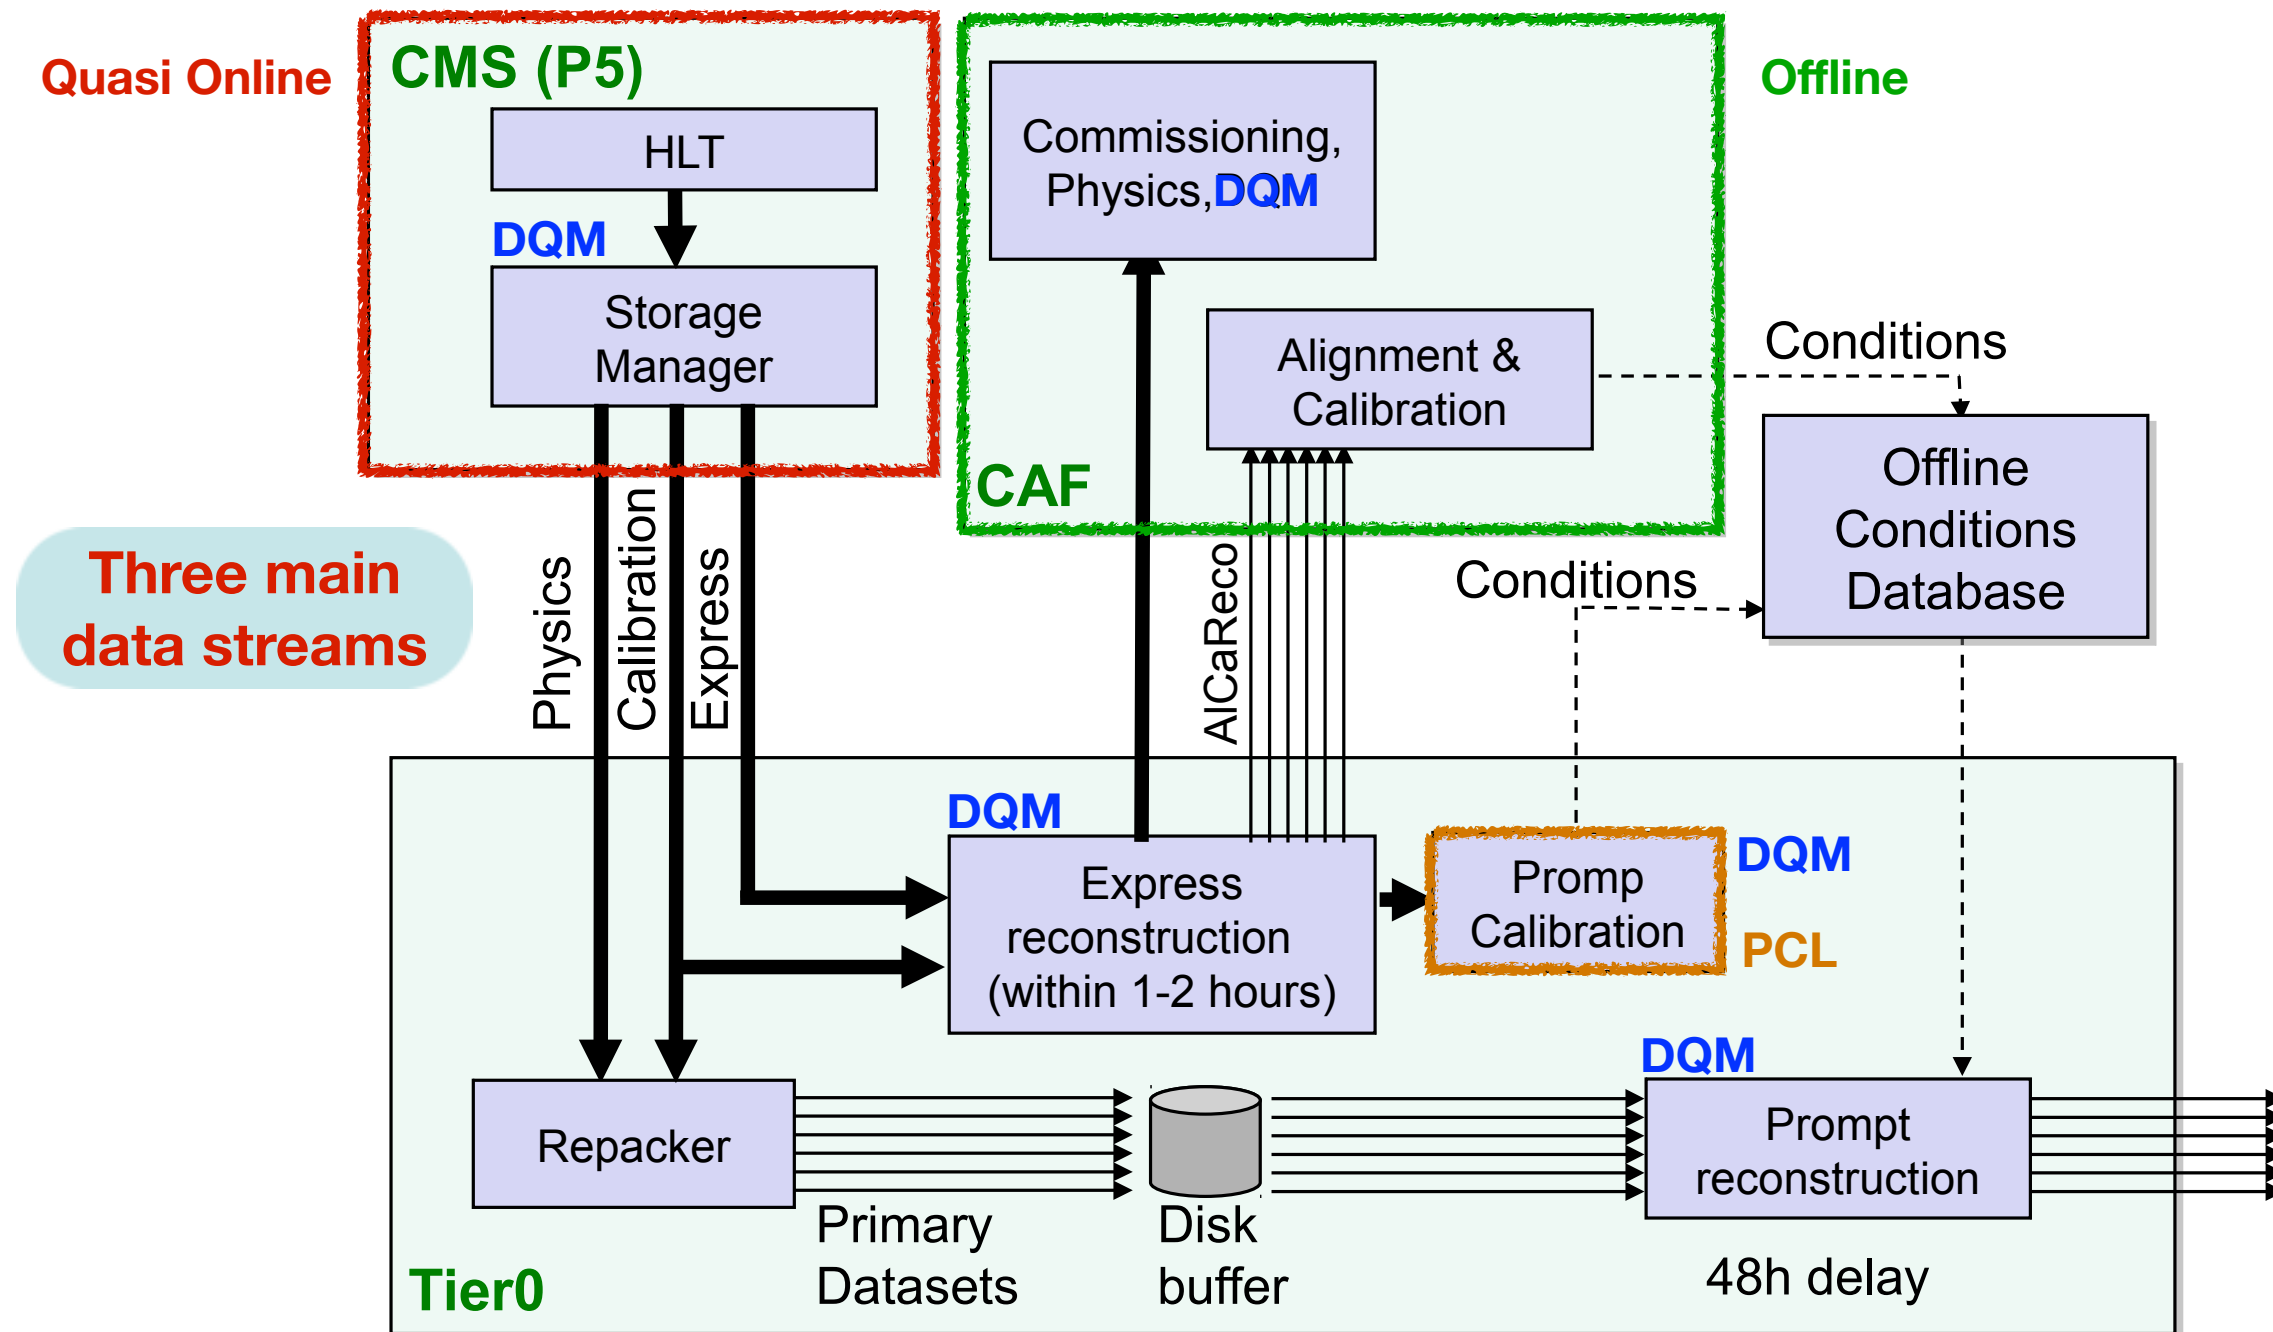 Quasi Online
CMS (P5)
HLT
DQM
Storage
Manager
Offline
Commissioning,
Physics,DQM
Alignment &
Calibration
CAF
Conditions
Offline
Conditions
Database
Conditions
Three main
data streams
Physics
Calibration
Express
AlCaReco
DQM
Express
reconstruction
(within 1-2 hours)
Promp
Calibration
DQM
PCL
DQM
Repacker
Primary
Datasets
Disk
buffer
Prompt
reconstruction
48h delay
Tier0